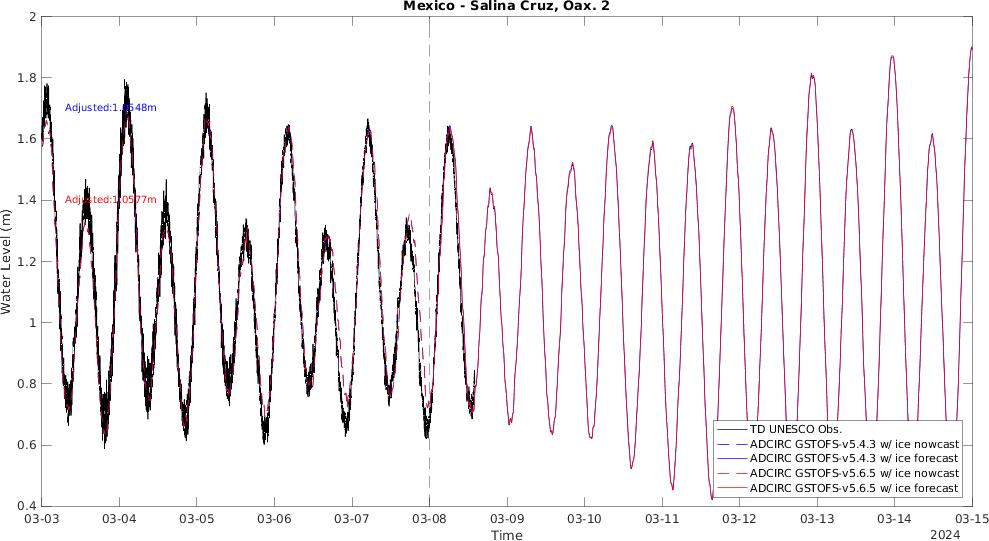 Mexico - Salina Cruz, Oax. 2
Water Level (m)
2
1.8
1.6
1.4
1.2
1
0.8
0.6
0.4
Adjusted:1.0577m
TD UNESCO Obs.
ADCIRC GSTOFS-v5.4.3 w/ ice nowcast
ADCIRC GSTOFS-v5.4.3 w/ ice forecast
ADCIRC GSTOFS-v5.6.5 w/ ice nowcast
ADCIRC GSTOFS-v5.6.5 w/ ice forecast
03-03 03-04 03-05 03-06 03-07 03-08 03-09 03-10 03-11 03-12 03-13 03-14 03-15
Time
2024